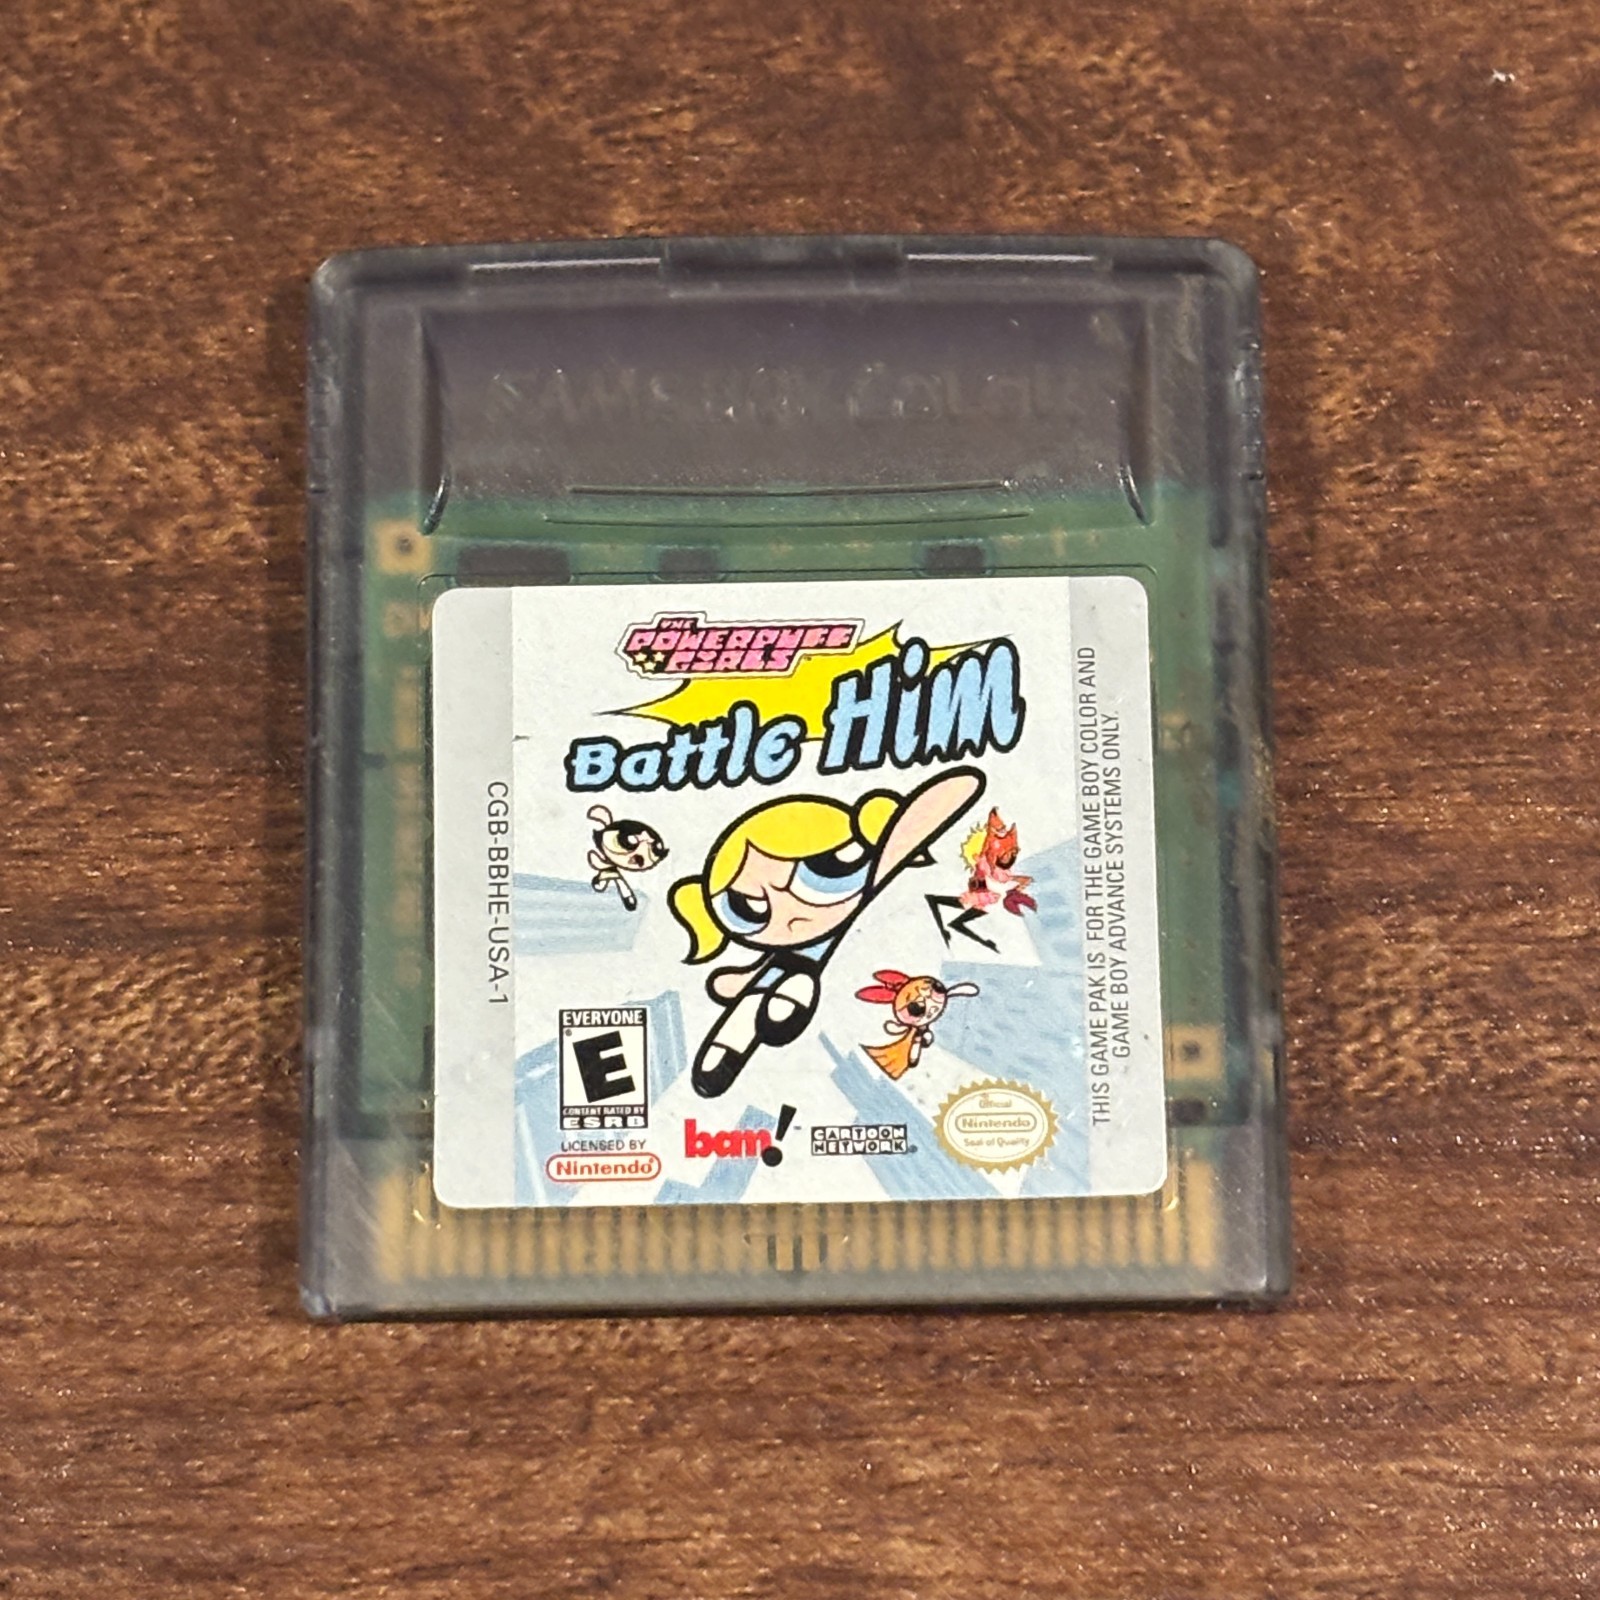 GAME BOY COLOR
THE
POWERPUFF
GIRLS
Battle Him
CGB-BBHE-USA-1
THIS GAME PAK IS FOR THE GAME BOY COLOR AND
GAME BOY ADVANCE SYSTEMS ONLY.
EVERYONE
E
CONTENT RATED BY
ESRB
LICENSED BY
Nintendo
bam!
CARTOON
NETWORK
Official
Nintendo
Seal of Quality